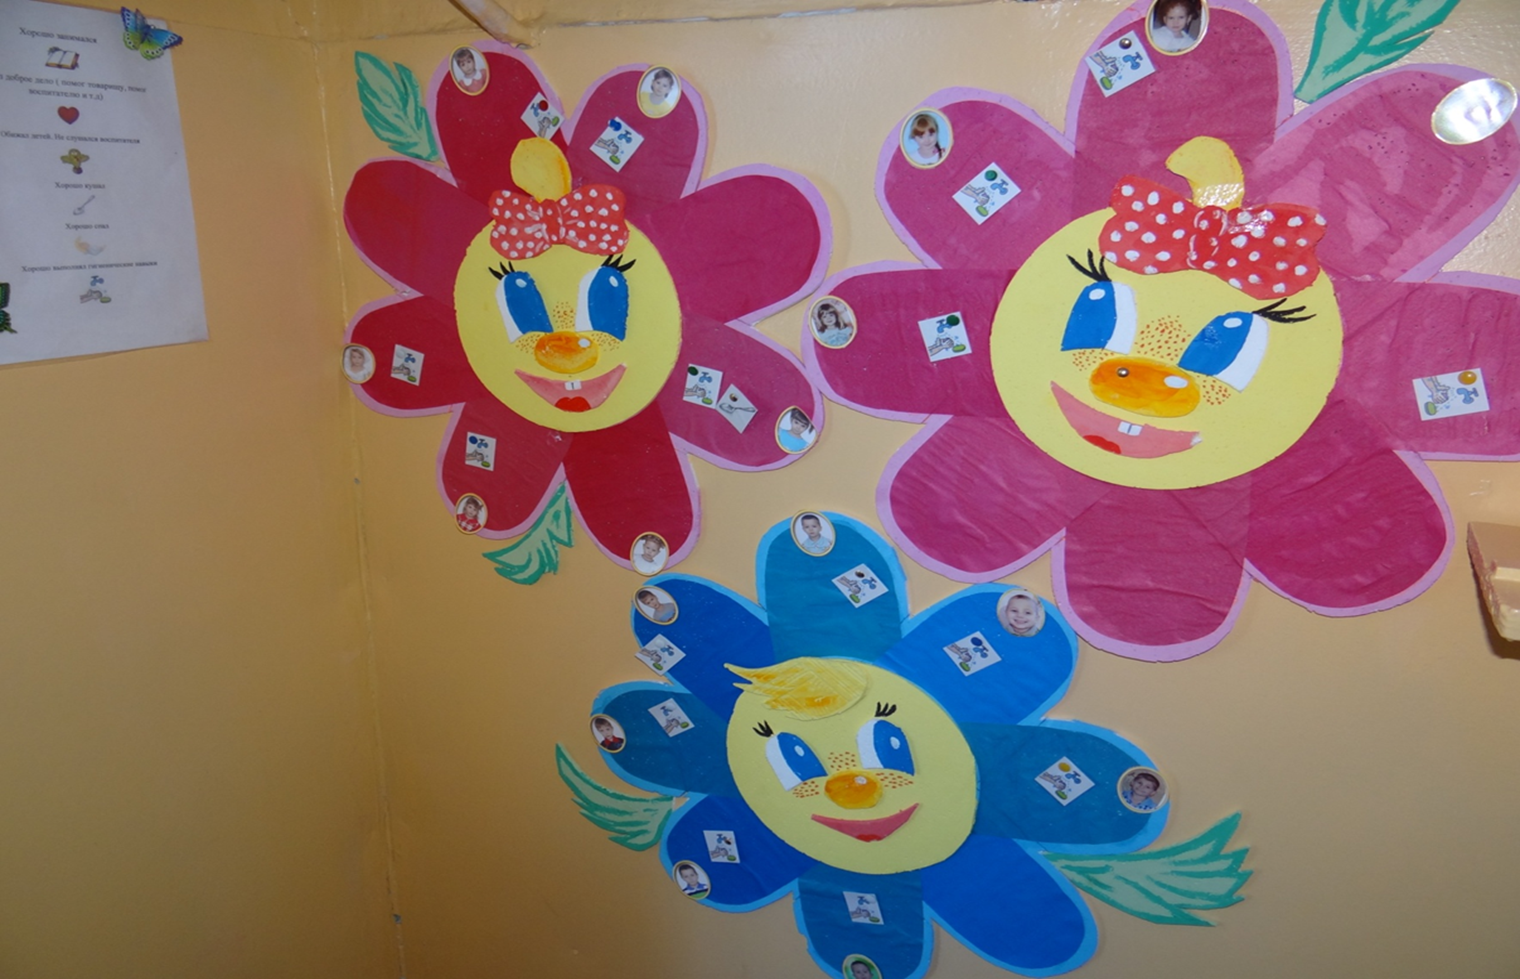 Хорошо занимался
доброе дело ( помог товарищу, помог
воспитателю и т.д)
Обижал детей. Не слушался воспитателя
Хорошо кушал
Хорошо спал
Хорошо выполнял гигиенические навыки